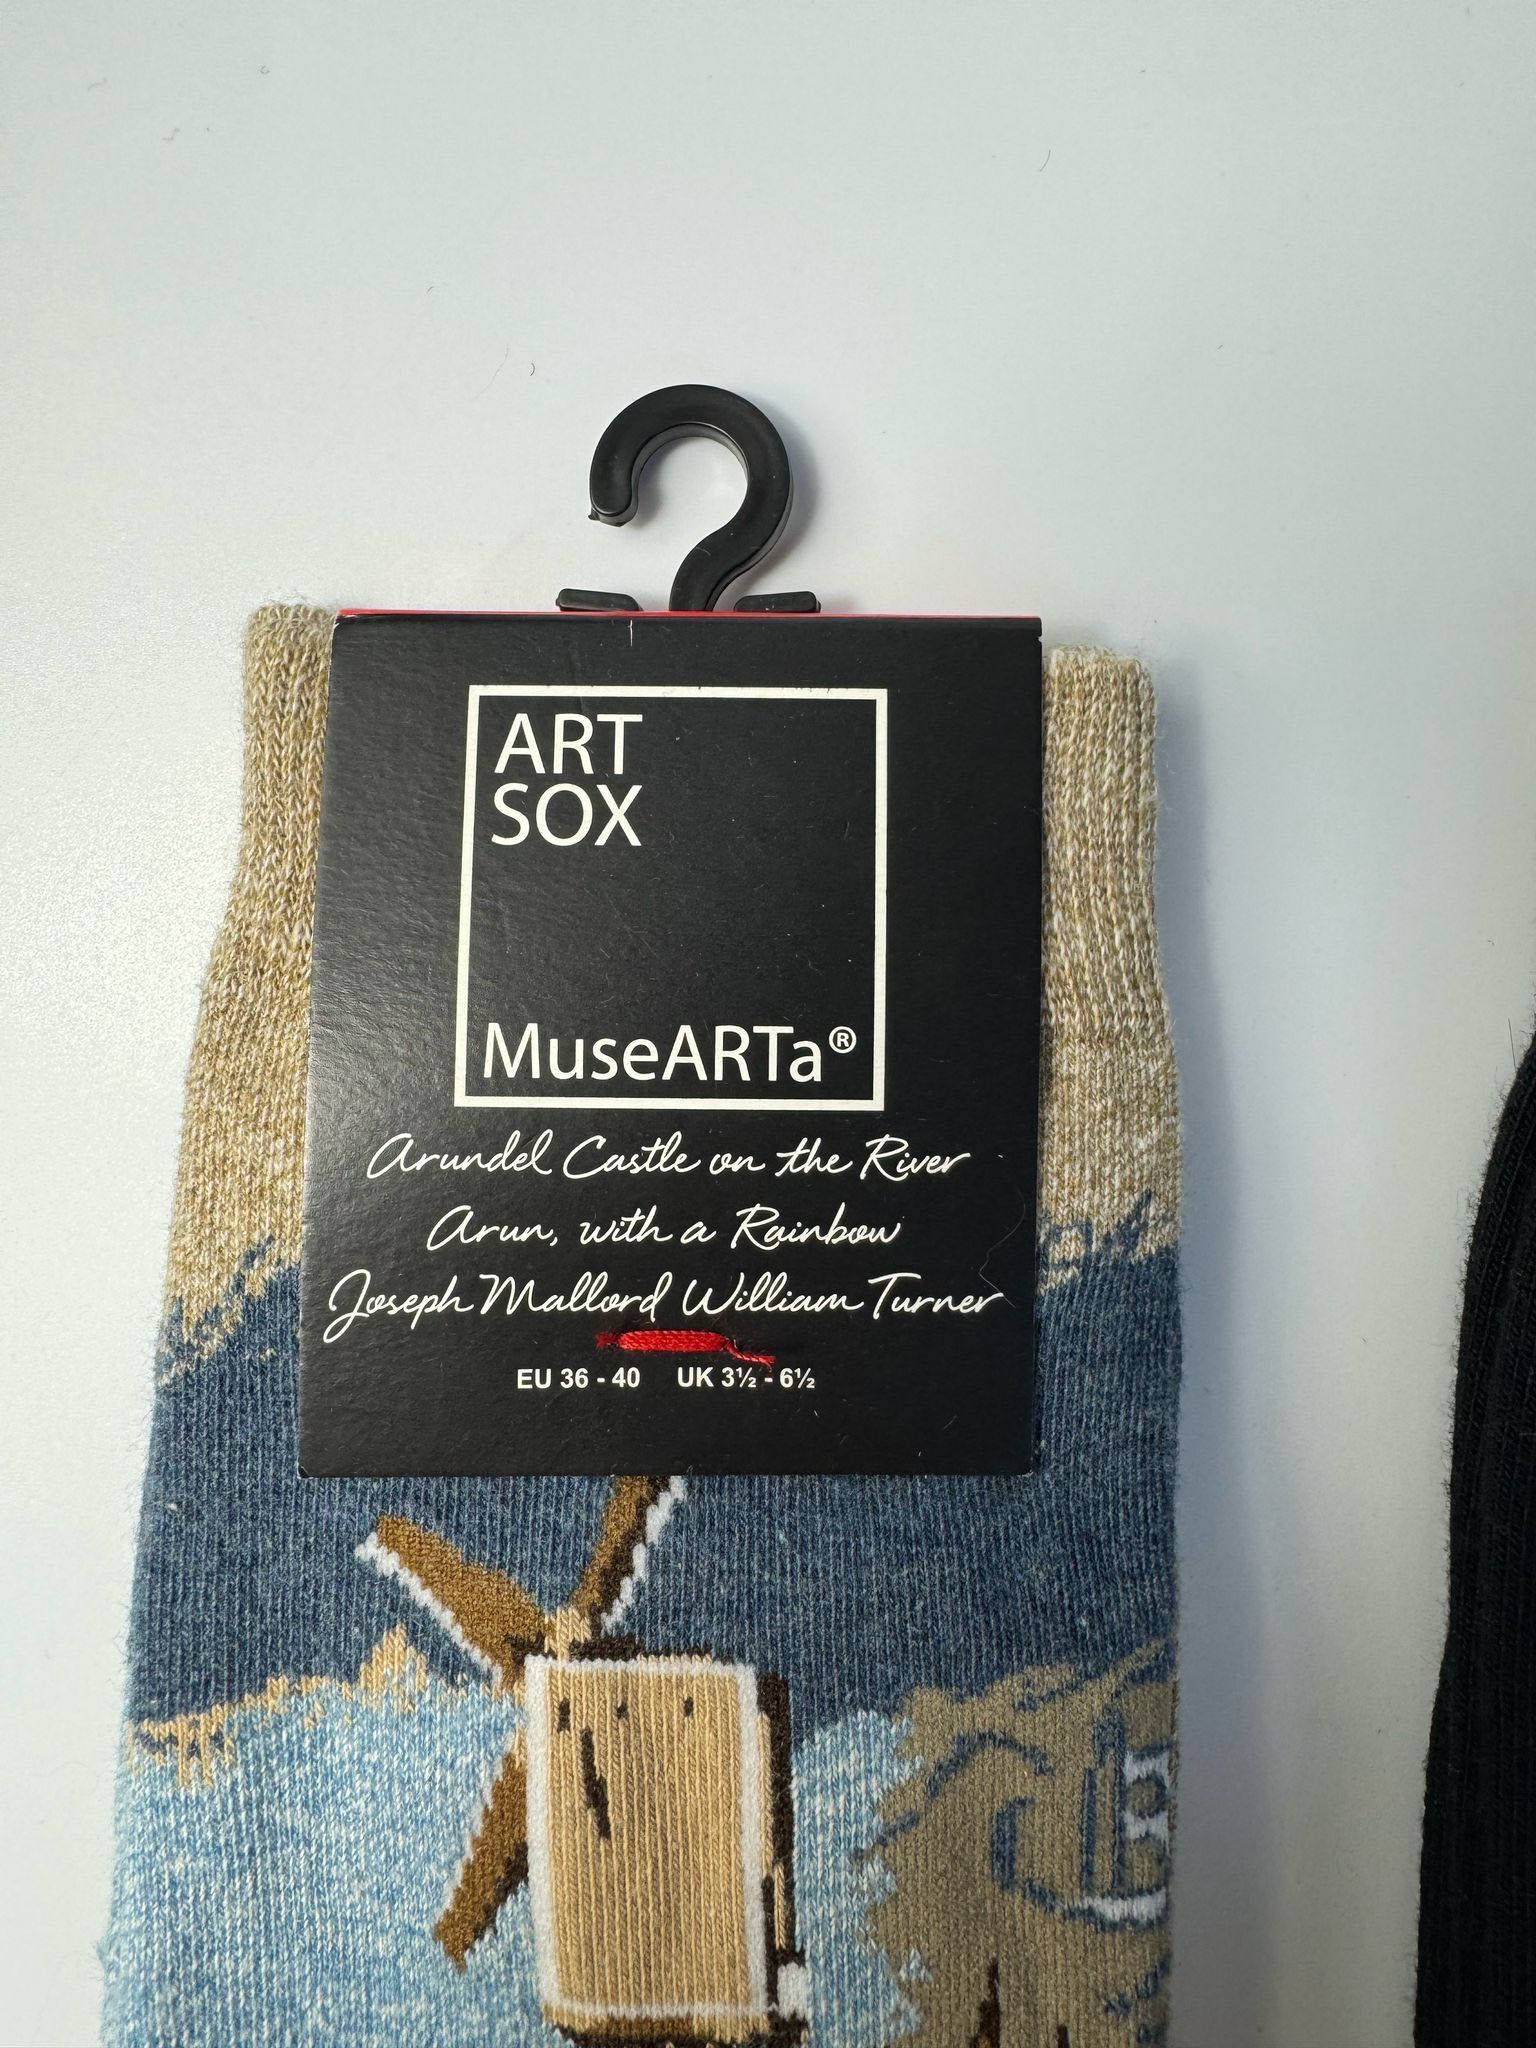 ART
SOX
MuseARTa®
Arundel Castle on the River
Arun, with a Rainbow
Joseph Mallord William Turner
EU 36 - 40 UK 3½ - 6½